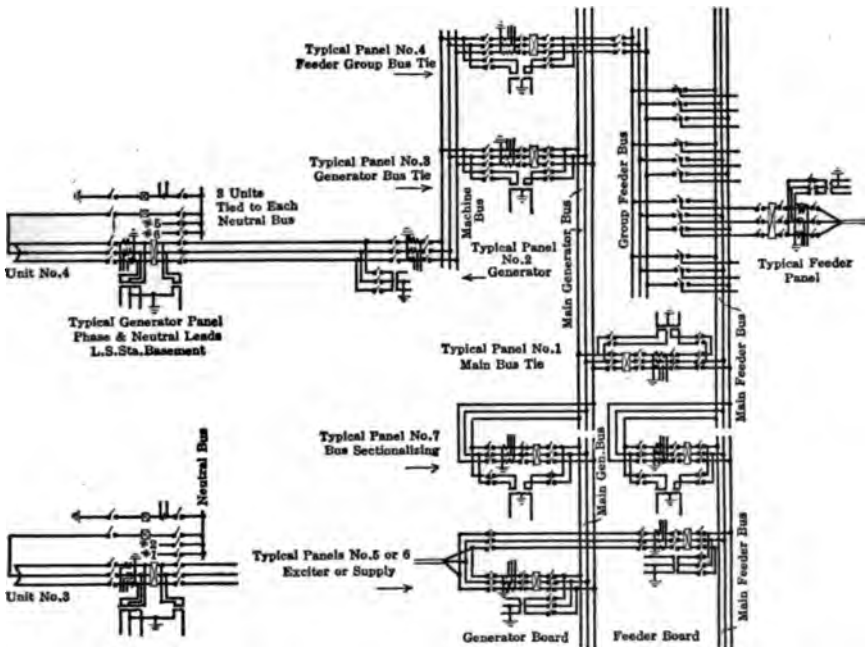 Typical Panel No.4
Feeder Group Bus Tie
Typical Panel No.3
Generator Bus Tie
3 Units
Tied to Each
Neutral Bus
Machine
Bus
Main Generator Bus
Group Feeder Bus
Typical Panel
No.2
Generator
Unit No.4
Typical Feeder
Panel
Typical Generator Panel
Phase & Neutral Leads
L.S.Sta.Basement
Typical Panel No.1
Main Bus Tie
Main Feeder Bus
Neutral Bus
Typical Panel No.7
Bus Sectionalizing
Main Gen. Bus
Typical Panels No.5 or 6
Exciter or Supply
Main Feeder Bus
Unit No.3
Generator Board
Feeder Board